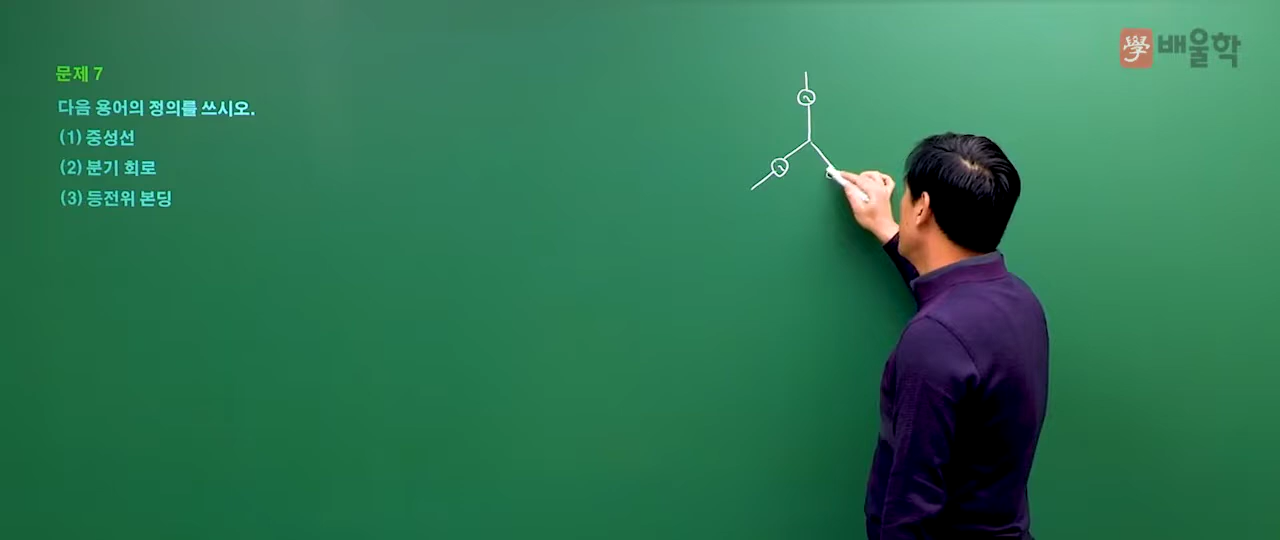 문제 7
다음 용어의 정의를 쓰시오.
(1) 중성선
(2) 분기 회로
(3) 등전위 본딩
學 배울학